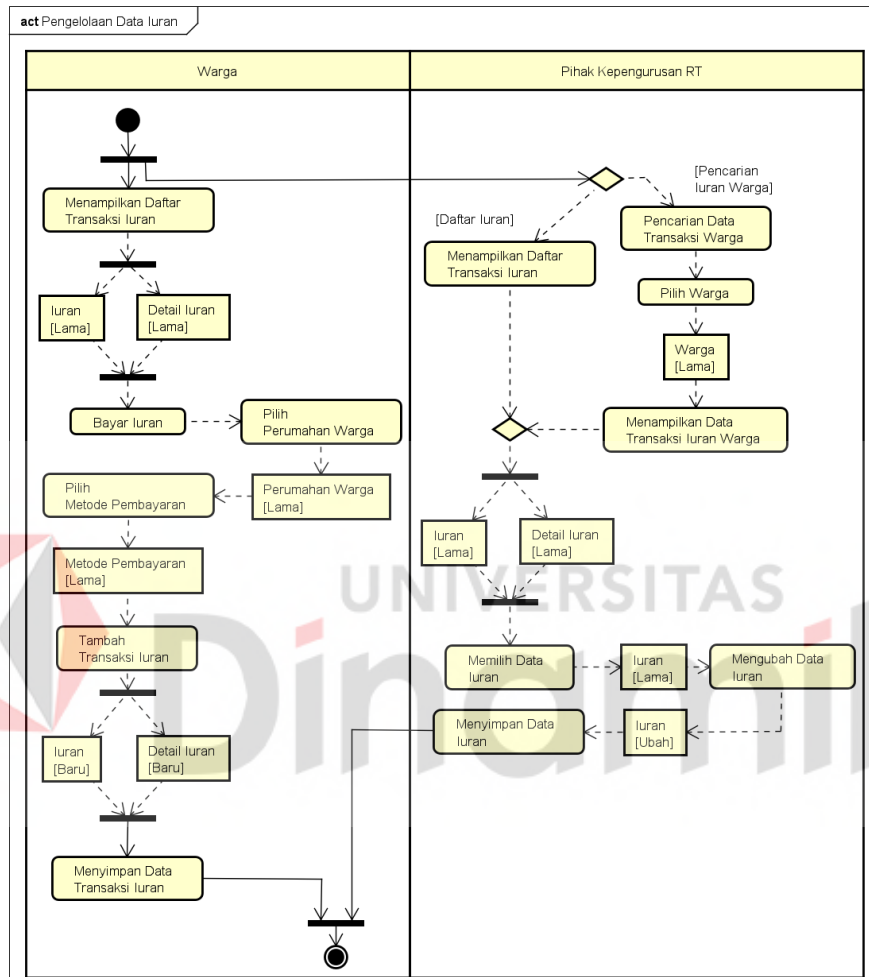 act Pengelolaan Data Iuran
Warga
Pihak Kepengurusan RT
Menampilkan Daftar
Transaksi Iuran
Iuran
[Lama]
Detail Iuran
[Lama]
Bayar Iuran
Pilih
Perumahan Warga
Perumahan Warga
[Lama]
Pilih
Metode Pembayaran
Metode Pembayaran
[Lama]
Tambah
Transaksi Iuran
Iuran
[Baru]
Detail Iuran
[Baru]
Menyimpan Data
Transaksi Iuran
[Daftar Iuran]
[Pencarian
Iuran Warga]
Menampilkan Daftar
Transaksi Iuran
Pencarian Data
Transaksi Warga
Pilih Warga
Warga
[Lama]
Menampilkan Data
Transaksi Iuran Warga
Iuran
[Lama]
Detail Iuran
[Lama]
Memilih Data
Iuran
Iuran
[Lama]
Mengubah Data
Iuran
Iuran
[Ubah]
Menyimpan Data
Iuran
UNIVERSITAS
Dinamil